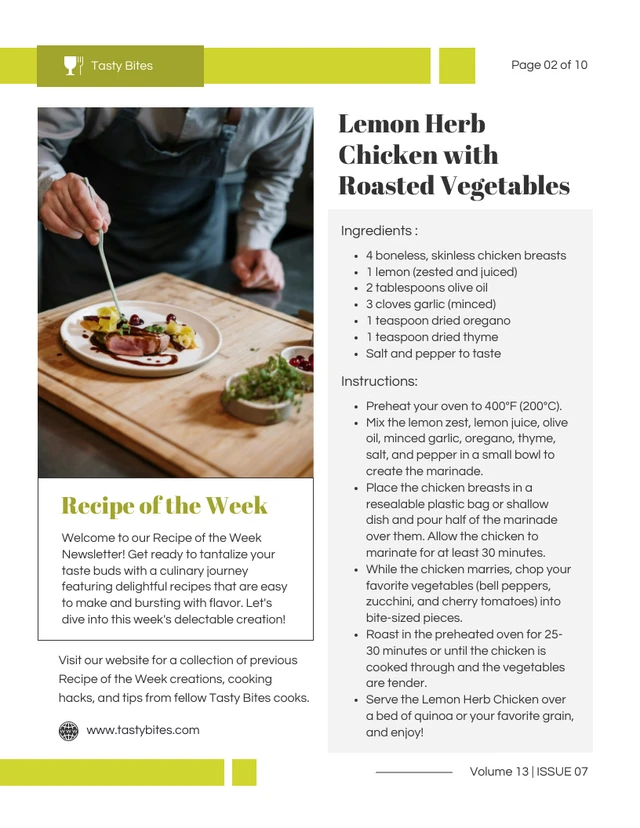 Tasty Bites
Page 02 of 10
Lemon Herb
Chicken with
Roasted Vegetables
Ingredients :
• 4 boneless, skinless chicken breasts
• 1 lemon (zested and juiced)
• 2 tablespoons olive oil
• 3 cloves garlic (minced)
• 1 teaspoon dried oregano
• 1 teaspoon dried thyme
• Salt and pepper to taste
Instructions:
• Preheat your oven to 400°F (200°C).
• Mix the lemon zest, lemon juice, olive
oil, minced garlic, oregano, thyme,
salt, and pepper in a small bowl to
create the marinade.
• Place the chicken breasts in a
resealable plastic bag or shallow
dish and pour half of the marinade
over them. Allow the chicken to
marinate for at least 30 minutes.
• While the chicken marries, chop your
favorite vegetables (bell peppers,
zucchini, and cherry tomatoes) into
bite-sized pieces.
• Roast in the preheated oven for 25-
30 minutes or until the chicken is
cooked through and the vegetables
are tender.
• Serve the Lemon Herb Chicken over
a bed of quinoa or your favorite grain,
and enjoy!
Recipe of the Week
Welcome to our Recipe of the Week
Newsletter! Get ready to tantalize your
taste buds with a culinary journey
featuring delightful recipes that are easy
to make and bursting with flavor. Let's
dive into this week's delectable creation!
Visit our website for a collection of previous
Recipe of the Week creations, cooking
hacks, and tips from fellow Tasty Bites cooks.
www.tastybites.com
Volume 13 | ISSUE 07